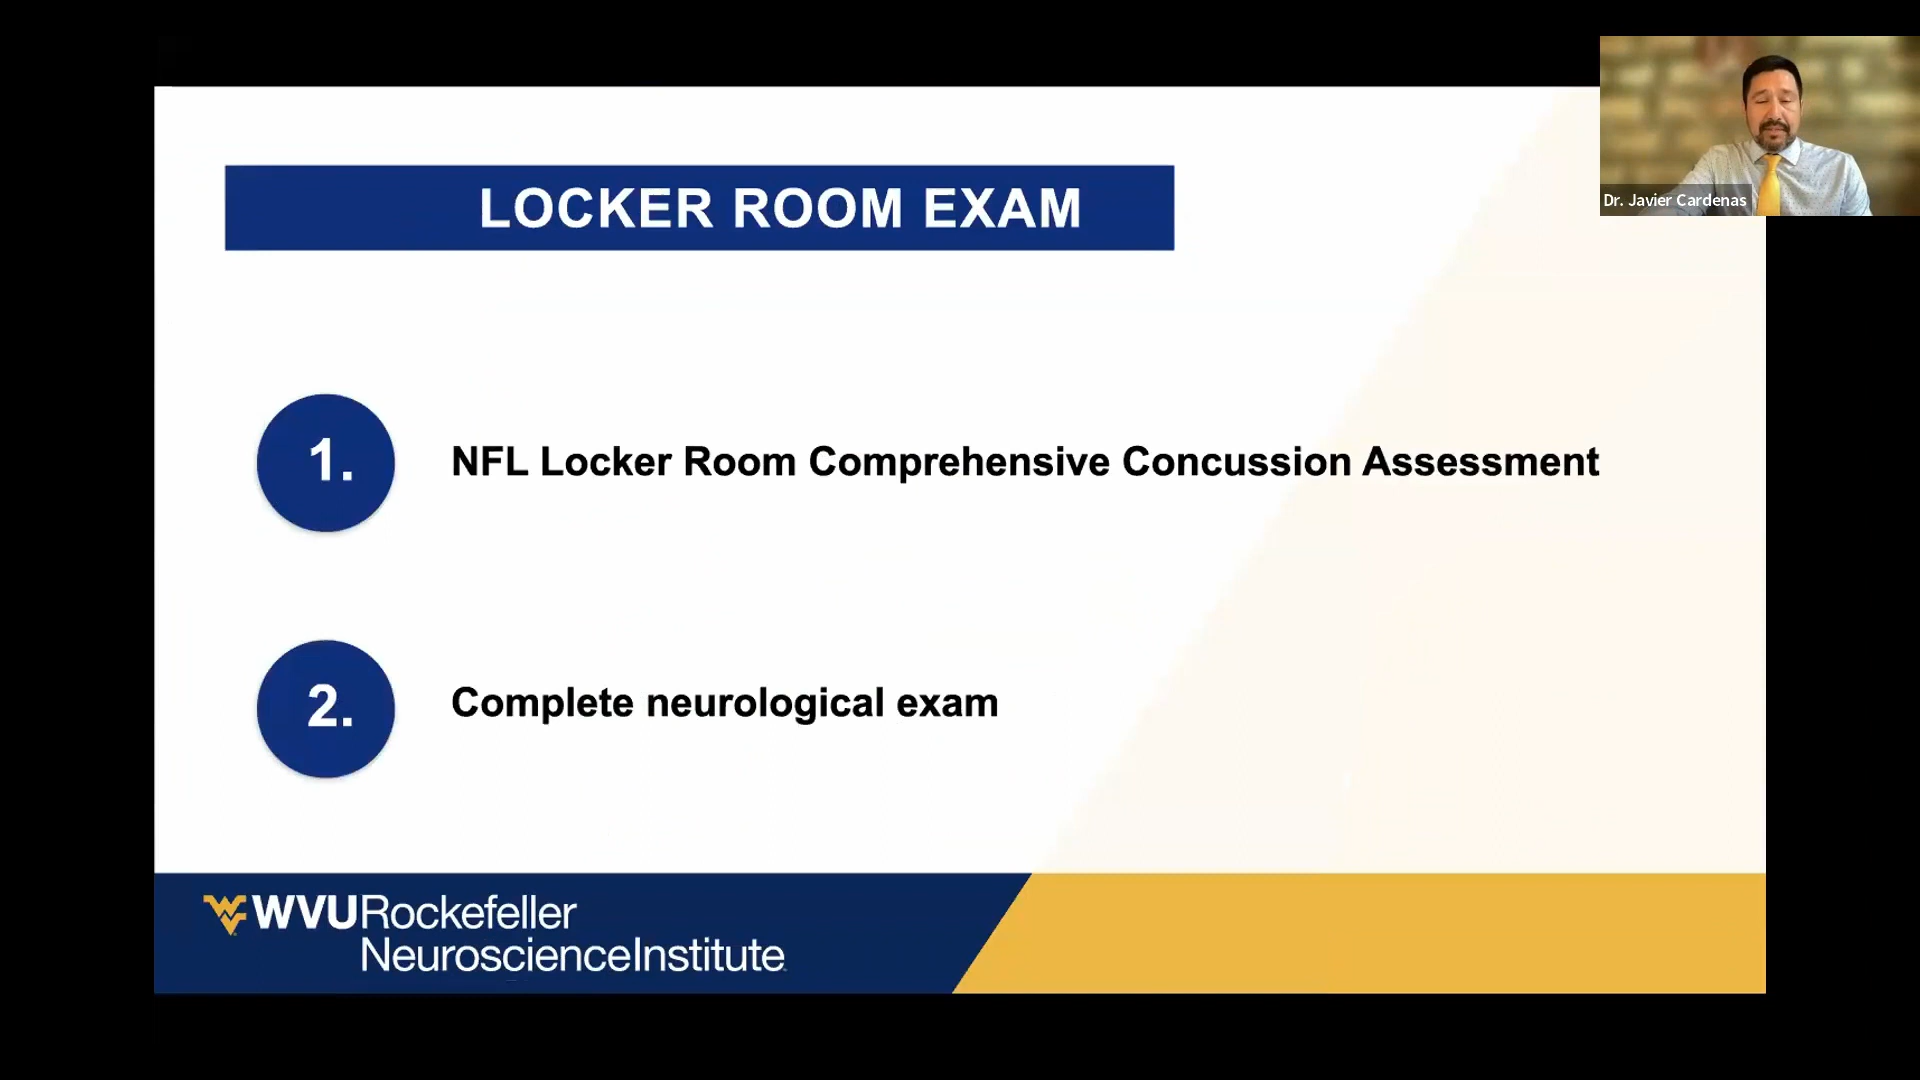 LOCKER ROOM EXAM
Dr. Javier Cardenas
1.
NFL Locker Room Comprehensive Concussion Assessment
2.
Complete neurological exam
WVURockefeller
NeuroscienceInstitute